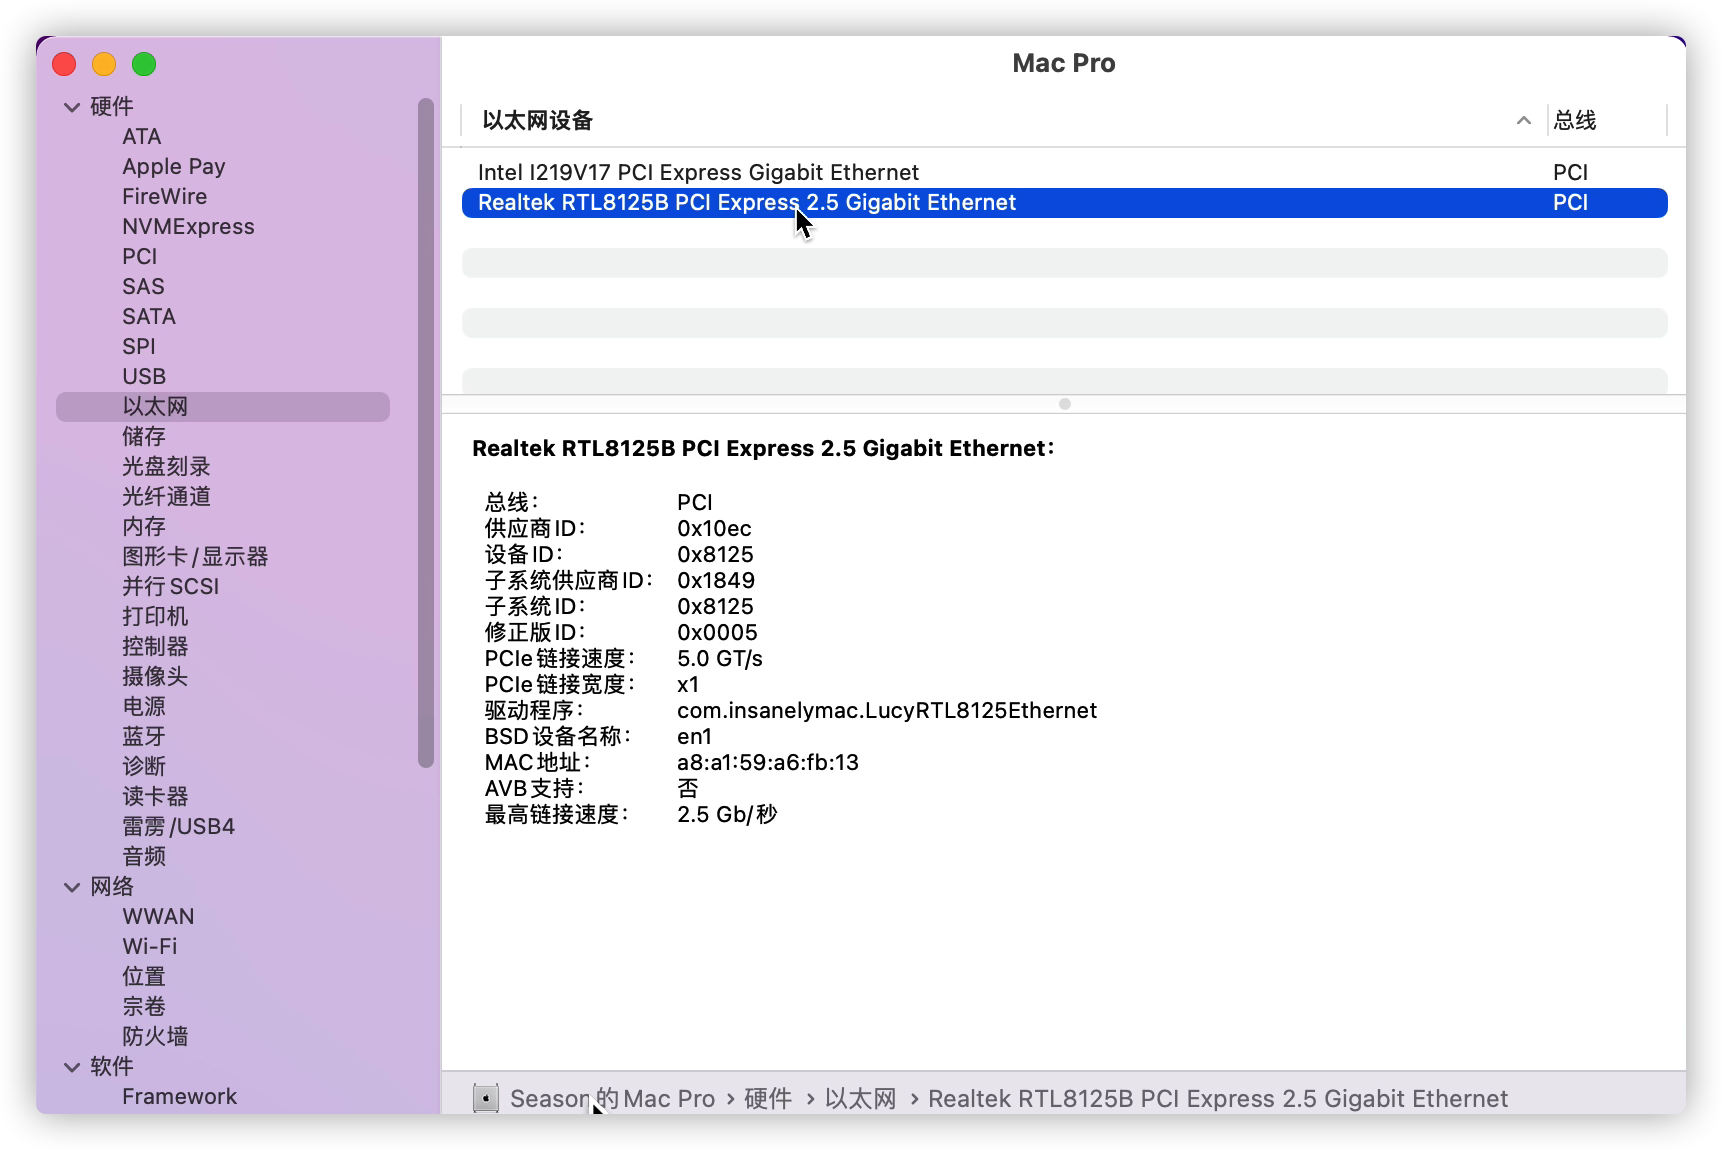 硬件
ATA
Apple Pay
FireWire
NVMExpress
PCI
SAS
SATA
SPI
USB
以太网
储存
光盘刻录
光纤通道
内存
图形卡/显示器
并行SCSI
打印机
控制器
摄像头
电源
蓝牙
诊断
读卡器
雷雳/USB4
音频
网络
WWAN
Wi-Fi
位置
宗卷
防火墙
软件
Framework
Mac Pro
以太网设备 总线
Intel I219V17 PCI Express Gigabit Ethernet PCI
Realtek RTL8125B PCI Express 2.5 Gigabit Ethernet PCI
Realtek RTL8125B PCI Express 2.5 Gigabit Ethernet：
总线： PCI
供应商ID： 0x10ec
设备ID： 0x8125
子系统供应商ID： 0x1849
子系统ID： 0x8125
修正版ID： 0x0005
PCIe链接速度： 5.0 GT/s
PCIe链接宽度： x1
驱动程序： com.insanelymac.LucyRTL8125Ethernet
BSD设备名称： en1
MAC地址： a8:a1:59:a6:fb:13
AVB支持： 否
最高链接速度： 2.5 Gb/秒
Season的Mac Pro › 硬件 › 以太网 › Realtek RTL8125B PCI Express 2.5 Gigabit Ethernet